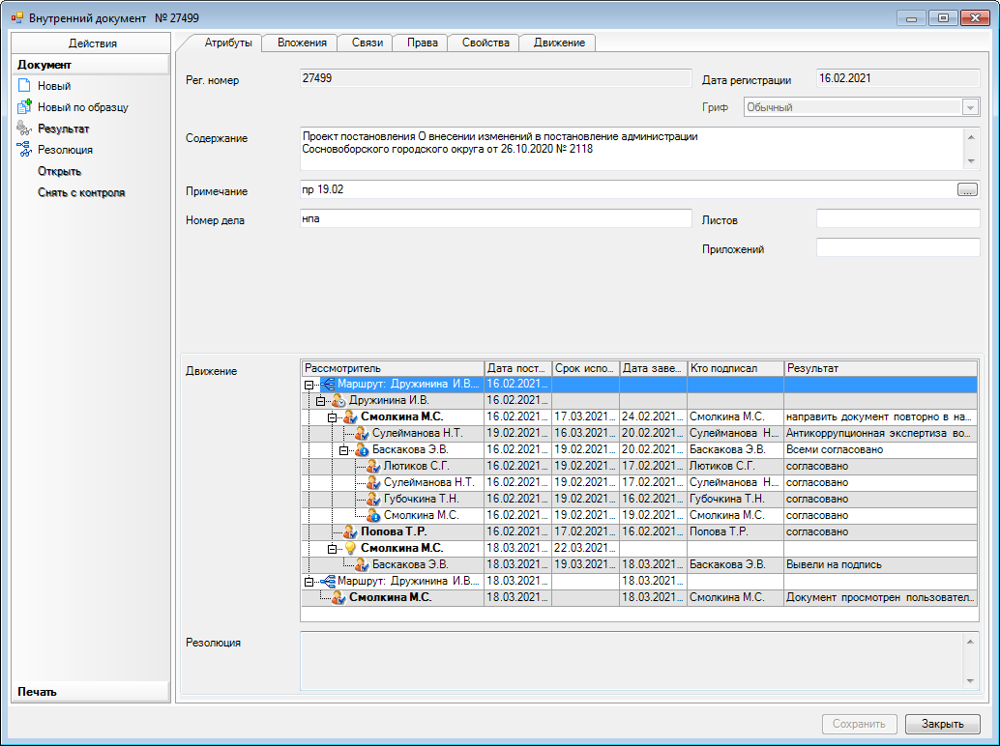 Внутренний документ № 27499
Действия
Документ
Новый
Новый по образцу
Результат
Резолюция
Открыть
Снять с контроля
Печать
Атрибуты Вложения Связи Права Свойства Движение
Рег. номер 27499 Дата регистрации 16.02.2021
Гриф Обычный
Содержание Проект постановления О внесении изменений в постановление администрации
Сосновоборского городского округа от 26.10.2020 № 2118
Примечание пр 19.02 ...
Номер дела нпа Листов
Приложений
Движение
Рассмотритель Дата пост... Срок испо... Дата заве... Кто подписал Результат
Маршрут: Дружинина И.В.... 16.02.2021...
Дружинина И.В. 16.02.2021...
Смолкина М.С. 16.02.2021... 17.03.2021... 24.02.2021... Смолкина М.С. направить документ повторно в на...
Сулейманова Н.Т. 19.02.2021... 16.03.2021... 20.02.2021... Сулейманова Н... Антикоррупционная экспертиза во...
Баскакова Э.В. 16.02.2021... 19.02.2021... 20.02.2021... Баскакова Э.В. Всеми согласовано
Лютиков С.Г. 16.02.2021... 19.02.2021... 17.02.2021... Лютиков С.Г. согласовано
Сулейманова Н.Т. 16.02.2021... 19.02.2021... 17.02.2021... Сулейманова Н.... согласовано
Губочкина Т.Н. 16.02.2021... 19.02.2021... 16.02.2021... Губочкина Т.Н. согласовано
Смолкина М.С. 16.02.2021... 19.02.2021... 19.02.2021... Смолкина М.С. согласовано
Попова Т.Р. 16.02.2021... 17.02.2021... 16.02.2021... Попова Т.Р. согласовано
Смолкина М.С. 18.03.2021... 22.03.2021...
Баскакова Э.В. 18.03.2021... 19.03.2021... 18.03.2021... Баскакова Э.В. Вывели на подпись
Маршрут: Дружинина И.В.... 18.03.2021... 18.03.2021...
Смолкина М.С. 18.03.2021... 18.03.2021... Смолкина М.С. Документ просмотрен пользовател...
Резолюция
Сохранить Закрыть